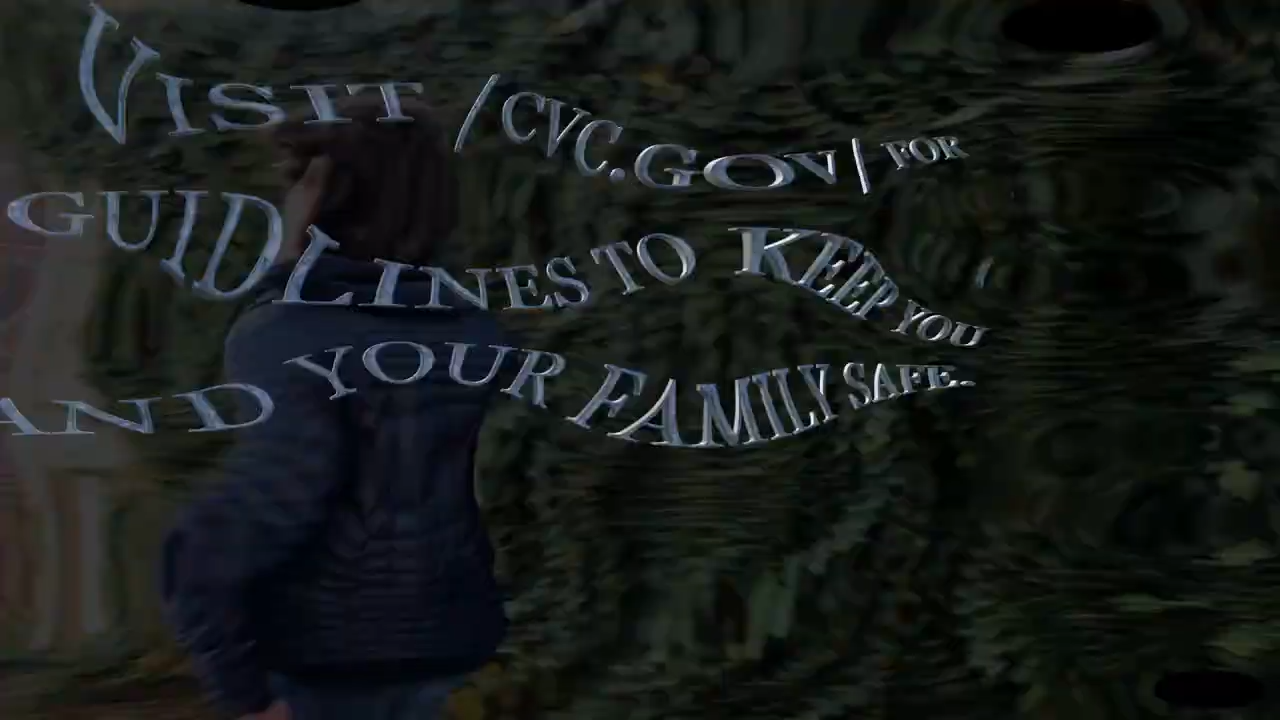 VISIT /CVC.GOV/ FOR
GUIDLINES TO KEEP YOU
AND YOUR FAMILY SAFE.